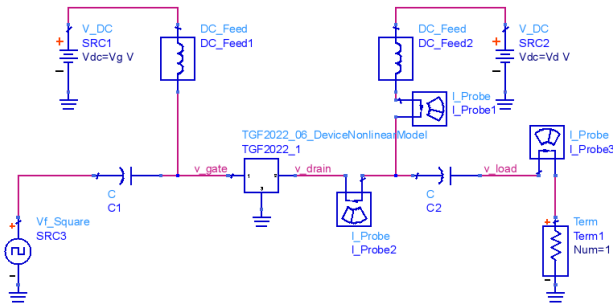 V_DC
SRC1
Vdc=Vg V
DC_Feed
DC_Feed1
DC_Feed
DC_Feed2
V_DC
SRC2
Vdc=Vd V
I_Probe
I_Probe1
TGF2022_06_DeviceNonlinearModel
TGF2022_1
I_Probe
I_Probe3
v_gate
v_drain
v_load
C
C1
C
C2
Vf_Square
SRC3
I_Probe
I_Probe2
Term
Term1
Num=1